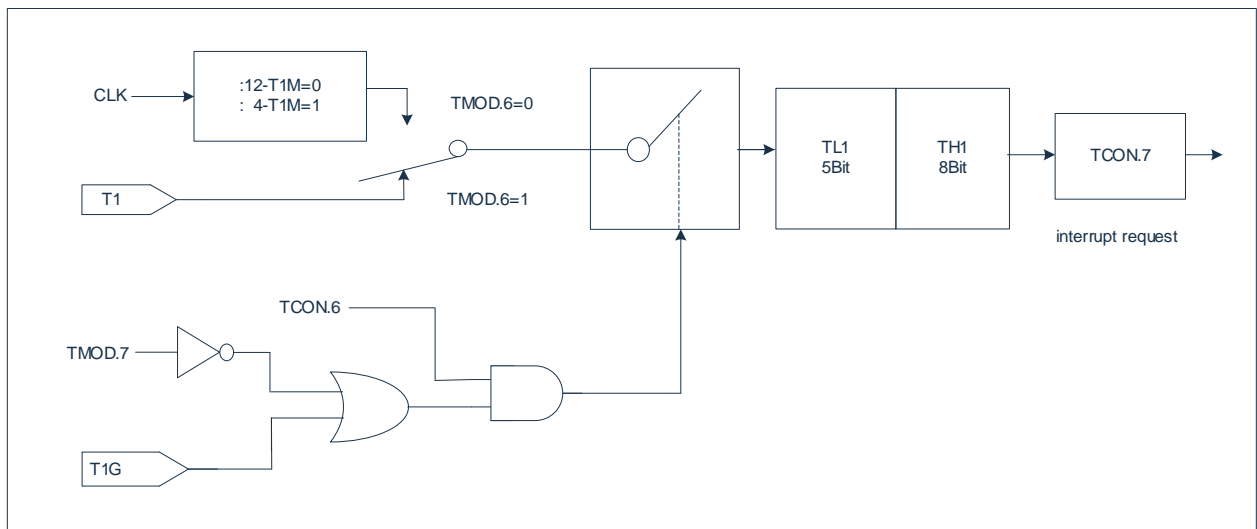 :12-T1M=0
: 4-T1M=1
CLK
TMOD.6=0
T1
TMOD.6=1
TL1
5Bit
TH1
8Bit
TCON.7
interrupt request
TCON.6
TMOD.7
T1G